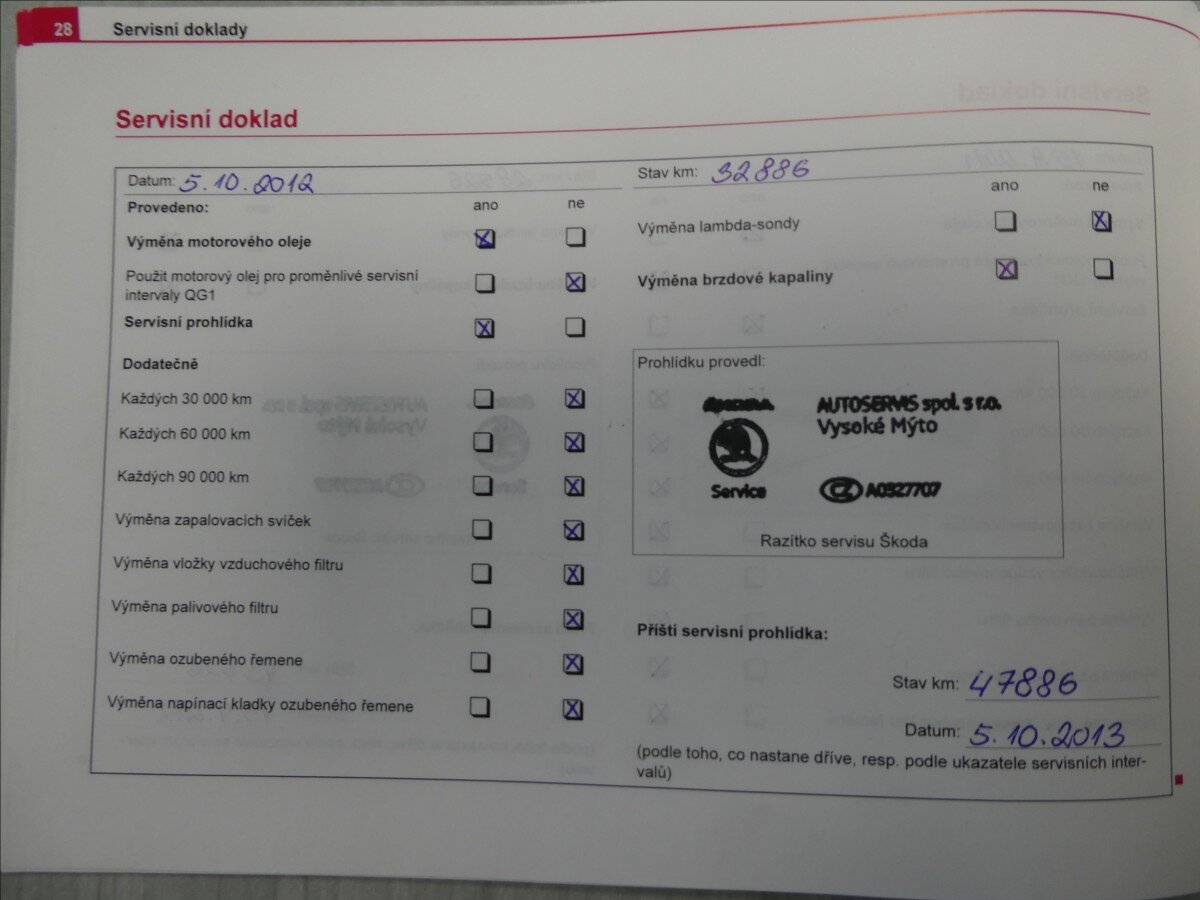 28 Servisní doklady
Servisní doklad
Datum: 5.10.2012
Provedeno: ano ne
Výměna motorového oleje
Použit motorový olej pro proměnlivé servisní
intervaly QG1
Servisní prohlídka
Dodatečně
Každých 30 000 km
Každých 60 000 km
Každých 90 000 km
Výměna zapalovacích svíček
Výměna vložky vzduchového filtru
Výměna palivového filtru
Výměna ozubeného řemene
Výměna napínací kladky ozubeného řemene
Stav km: 32886
ano ne
Výměna lambda-sondy
Výměna brzdové kapaliny
Prohlídku provedl:
AUTOSERVIS spol. s r.o.
Vysoké Mýto
Service
CZ A0527707
Razítko servisu Škoda
Příští servisní prohlídka:
Stav km: 47886
Datum: 5.10.2013
(podle toho, co nastane dříve, resp. podle ukazatele servisních inter-
valů)